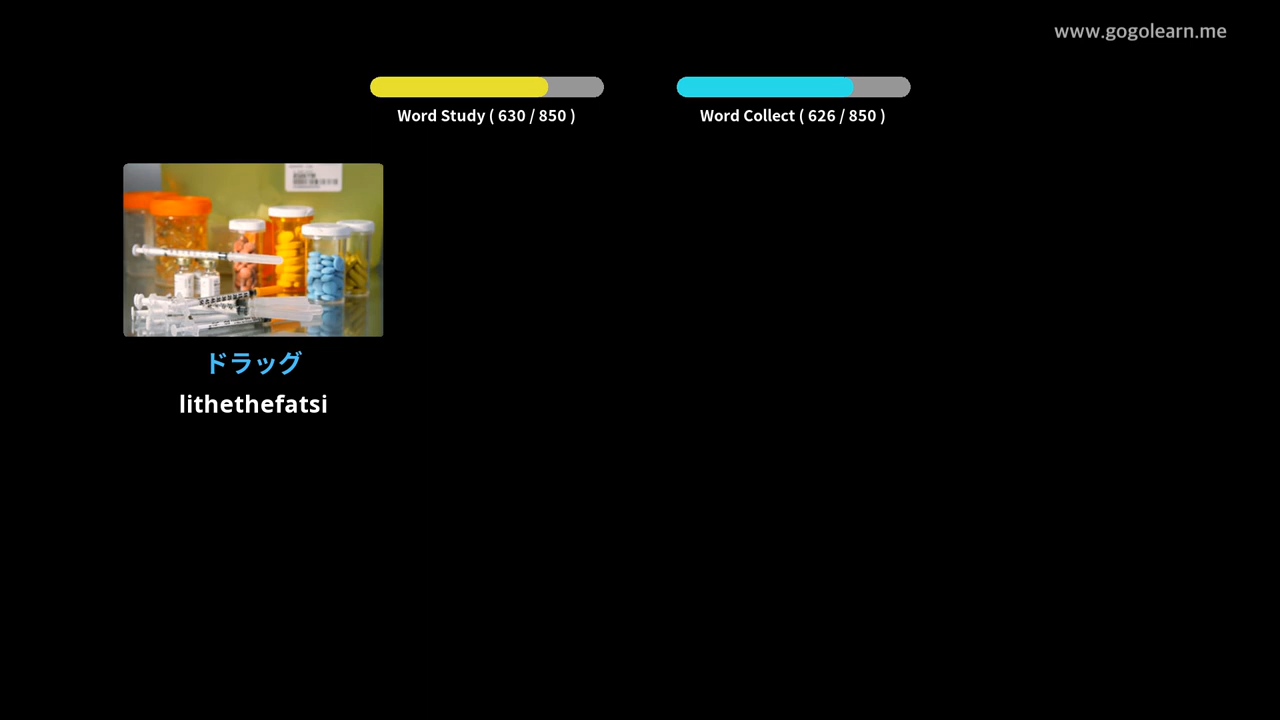 www.gogolearn.me
Word Study ( 630 / 850 )
Word Collect ( 626 / 850 )
ドラッグ
lithethefatsi